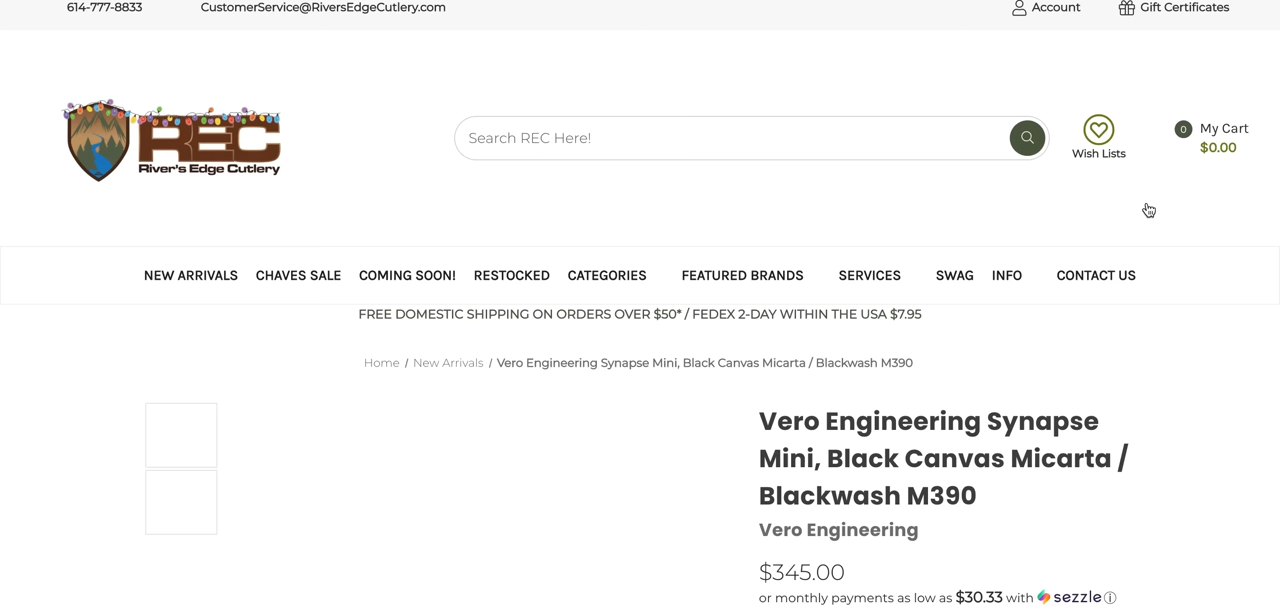 614-777-8833 CustomerService@RiversEdgeCutlery.com Account Gift Certificates
REC
River's Edge Cutlery
Search REC Here!
Wish Lists
0 My Cart
$0.00
NEW ARRIVALS CHAVES SALE COMING SOON! RESTOCKED CATEGORIES FEATURED BRANDS SERVICES SWAG INFO CONTACT US
FREE DOMESTIC SHIPPING ON ORDERS OVER $50* / FEDEX 2-DAY WITHIN THE USA $7.95
Home / New Arrivals / Vero Engineering Synapse Mini, Black Canvas Micarta / Blackwash M390
Vero Engineering Synapse
Mini, Black Canvas Micarta /
Blackwash M390
Vero Engineering
$345.00
or monthly payments as low as $30.33 with sezzle